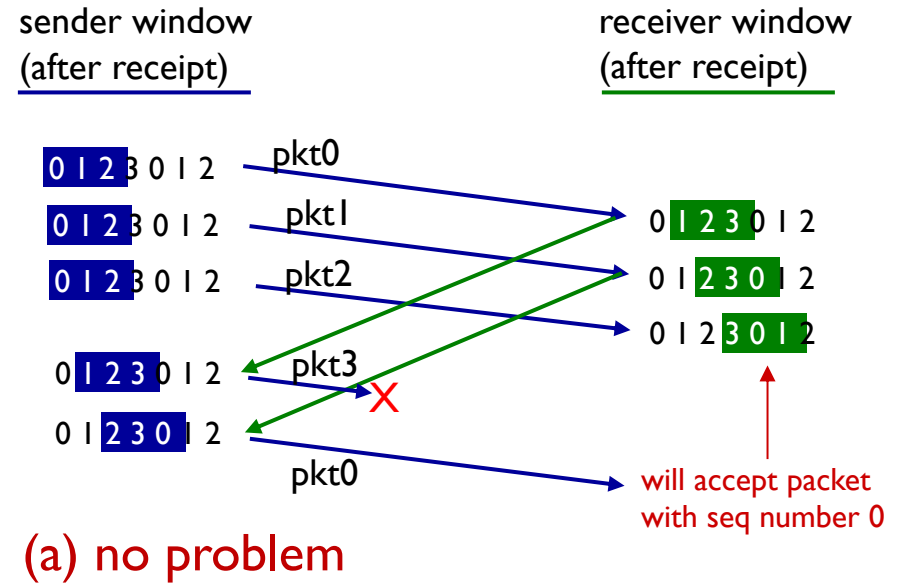 sender window
(after receipt)
receiver window
(after receipt)
0 1 2 3 0 1 2
pkt0
0 1 2 3 0 1 2
pkt1
0 1 2 3 0 1 2
pkt2
0 1 2 3 0 1 2
0 1 2 3 0 1 2
0 1 2 3 0 1 2
0 1 2 3 0 1 2
pkt3
X
0 1 2 3 0 1 2
pkt0
will accept packet
with seq number 0
(a) no problem